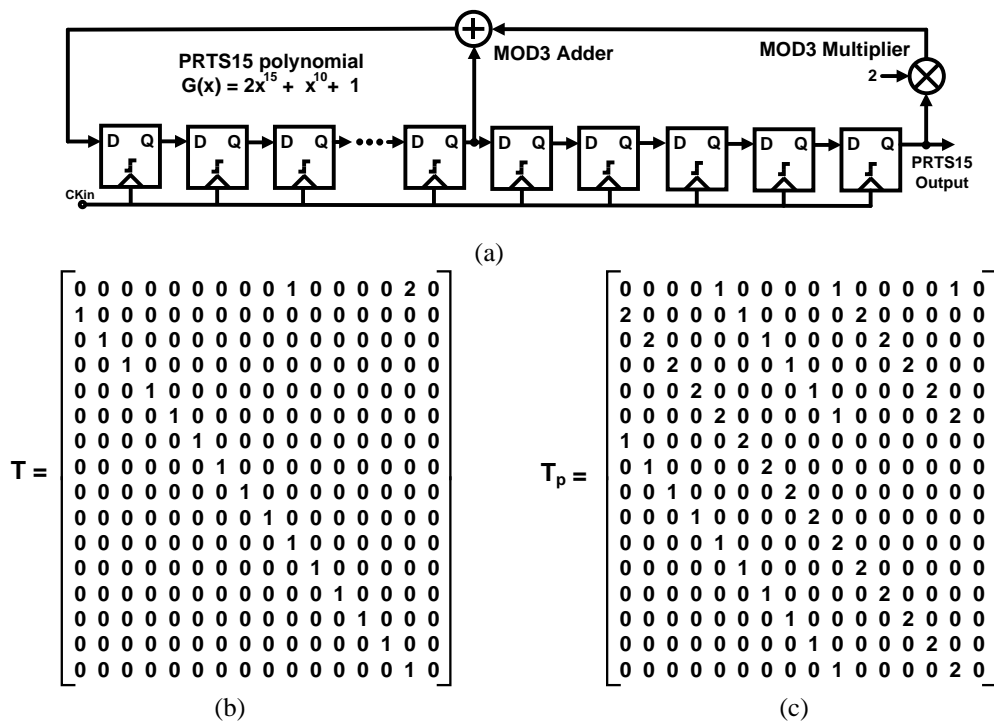 MOD3 Adder
MOD3 Multiplier
2
PRTS15 polynomial
G(x) = 2x^15 + x^10 + 1
D Q D Q D Q D Q D Q D Q D Q D Q D Q
PRTS15
Output
CKin
(a)
T =
0 0 0 0 0 0 0 0 0 1 0 0 0 0 2 0
1 0 0 0 0 0 0 0 0 0 0 0 0 0 0 0
0 1 0 0 0 0 0 0 0 0 0 0 0 0 0 0
0 0 1 0 0 0 0 0 0 0 0 0 0 0 0 0
0 0 0 1 0 0 0 0 0 0 0 0 0 0 0 0
0 0 0 0 1 0 0 0 0 0 0 0 0 0 0 0
0 0 0 0 0 1 0 0 0 0 0 0 0 0 0 0
0 0 0 0 0 0 1 0 0 0 0 0 0 0 0 0
0 0 0 0 0 0 0 1 0 0 0 0 0 0 0 0
0 0 0 0 0 0 0 0 1 0 0 0 0 0 0 0
0 0 0 0 0 0 0 0 0 1 0 0 0 0 0 0
0 0 0 0 0 0 0 0 0 0 1 0 0 0 0 0
0 0 0 0 0 0 0 0 0 0 0 1 0 0 0 0
0 0 0 0 0 0 0 0 0 0 0 0 1 0 0 0
0 0 0 0 0 0 0 0 0 0 0 0 0 1 0 0
0 0 0 0 0 0 0 0 0 0 0 0 0 0 1 0
(b)
Tp =
0 0 0 0 1 0 0 0 0 1 0 0 0 0 1 0
2 0 0 0 0 1 0 0 0 0 2 0 0 0 0 0
0 2 0 0 0 0 1 0 0 0 0 2 0 0 0 0
0 0 2 0 0 0 0 1 0 0 0 0 2 0 0 0
0 0 0 2 0 0 0 0 1 0 0 0 0 2 0 0
0 0 0 0 2 0 0 0 0 1 0 0 0 0 2 0
1 0 0 0 0 2 0 0 0 0 0 0 0 0 0 0
0 1 0 0 0 0 2 0 0 0 0 0 0 0 0 0
0 0 1 0 0 0 0 2 0 0 0 0 0 0 0 0
0 0 0 1 0 0 0 0 2 0 0 0 0 0 0 0
0 0 0 0 1 0 0 0 0 2 0 0 0 0 0 0
0 0 0 0 0 1 0 0 0 0 2 0 0 0 0 0
0 0 0 0 0 0 1 0 0 0 0 2 0 0 0 0
0 0 0 0 0 0 0 1 0 0 0 0 2 0 0 0
0 0 0 0 0 0 0 0 1 0 0 0 0 2 0 0
0 0 0 0 0 0 0 0 0 1 0 0 0 0 2 0
(c)